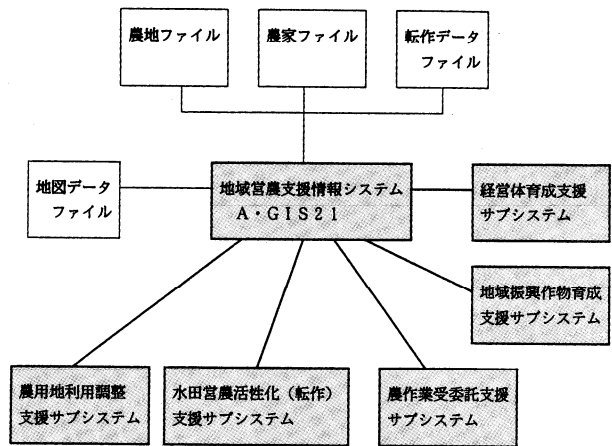 農地ファイル
農家ファイル
転作データ
ファイル
地図データ
ファイル
地域営農支援情報システム
A・GIS21
経営体育成支援
サブシステム
地域振興作物育成
支援サブシステム
農用地利用調整
支援サブシステム
水田営農活性化（転作）
支援サブシステム
農作業受委託支援
サブシステム